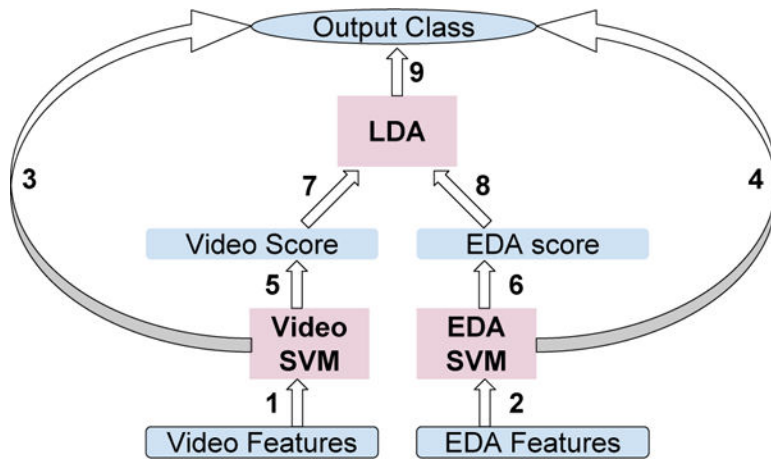 Output Class
9
LDA
3
7
8
4
Video Score
EDA score
5
6
Video
SVM
EDA
SVM
1
2
Video Features
EDA Features